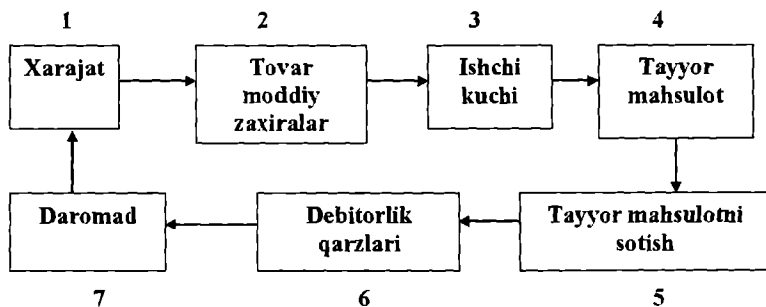 1
2
3
4
Xarajat
Tovar
moddiy
zaxiralar
Ishchi
kuchi
Tayyor
mahsulot
Daromad
Debitorlik
qarzlari
Tayyor mahsulotni
sotish
7
6
5